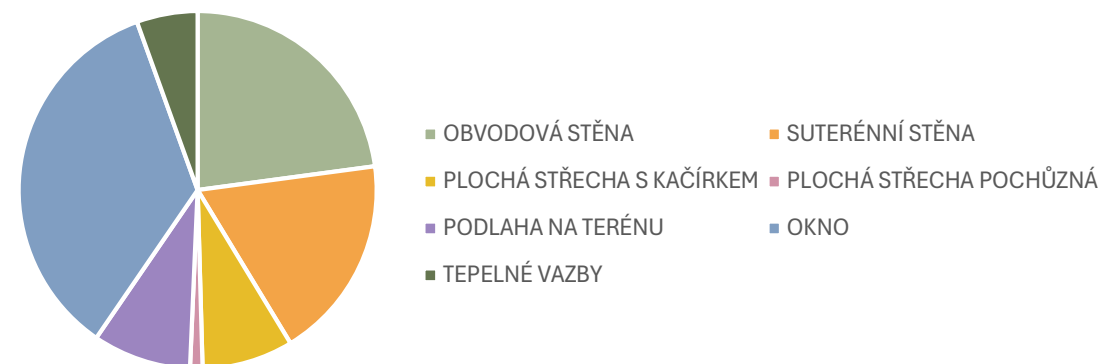 OBVODOVÁ STĚNA
SUTERÉNNÍ STĚNA
PLOCHÁ STŘECHA S KAČÍRKEM
PLOCHÁ STŘECHA POCHŮZNÁ
PODLAHA NA TERÉNU
OKNO
TEPELNÉ VAZBY